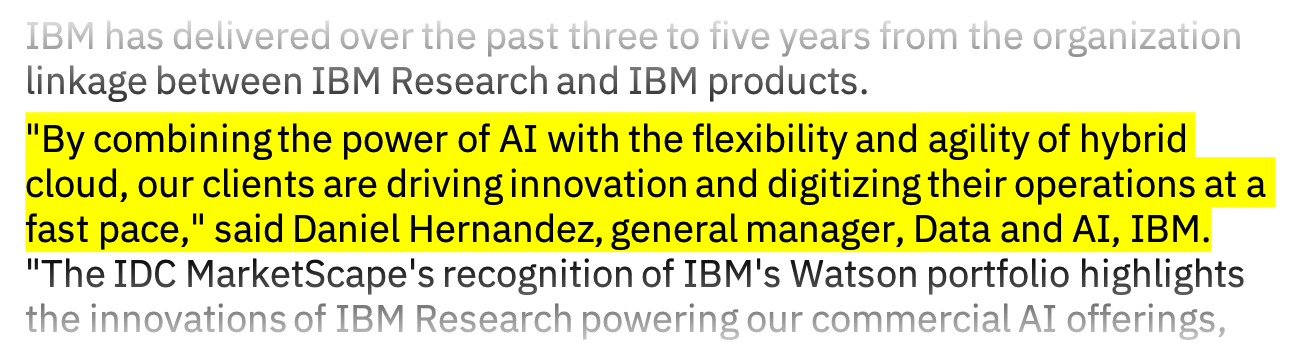 IBM has delivered over the past three to five years from the organization
linkage between IBM Research and IBM products.
"By combining the power of AI with the flexibility and agility of hybrid
cloud, our clients are driving innovation and digitizing their operations at a
fast pace," said Daniel Hernandez, general manager, Data and AI, IBM.
"The IDC MarketScape's recognition of IBM's Watson portfolio highlights
the innovations of IBM Research powering our commercial AI offerings,